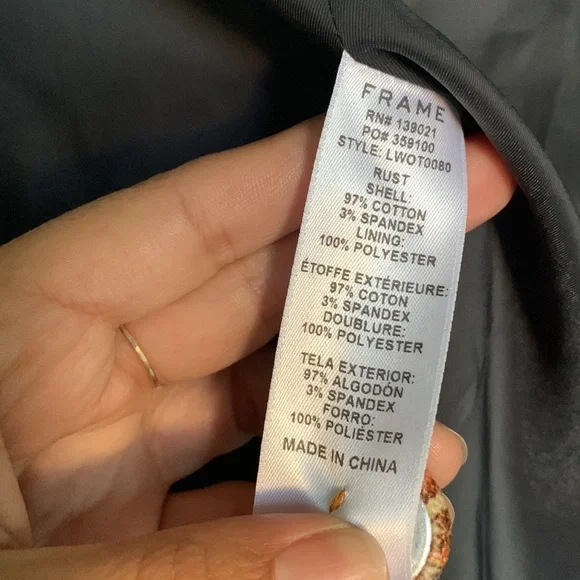 FRAME
RN# 139021
PO# 359100
STYLE: LWOT0080
RUST
SHELL:
97% COTTON
3% SPANDEX
LINING:
100% POLYESTER
ÉTOFFE EXTÉRIEURE:
97% COTON
3% SPANDEX
DOUBLURE:
100% POLYESTER
TELA EXTERIOR:
97% ALGODÓN
3% SPANDEX
FORRO:
100% POLIÉSTER
MADE IN CHINA